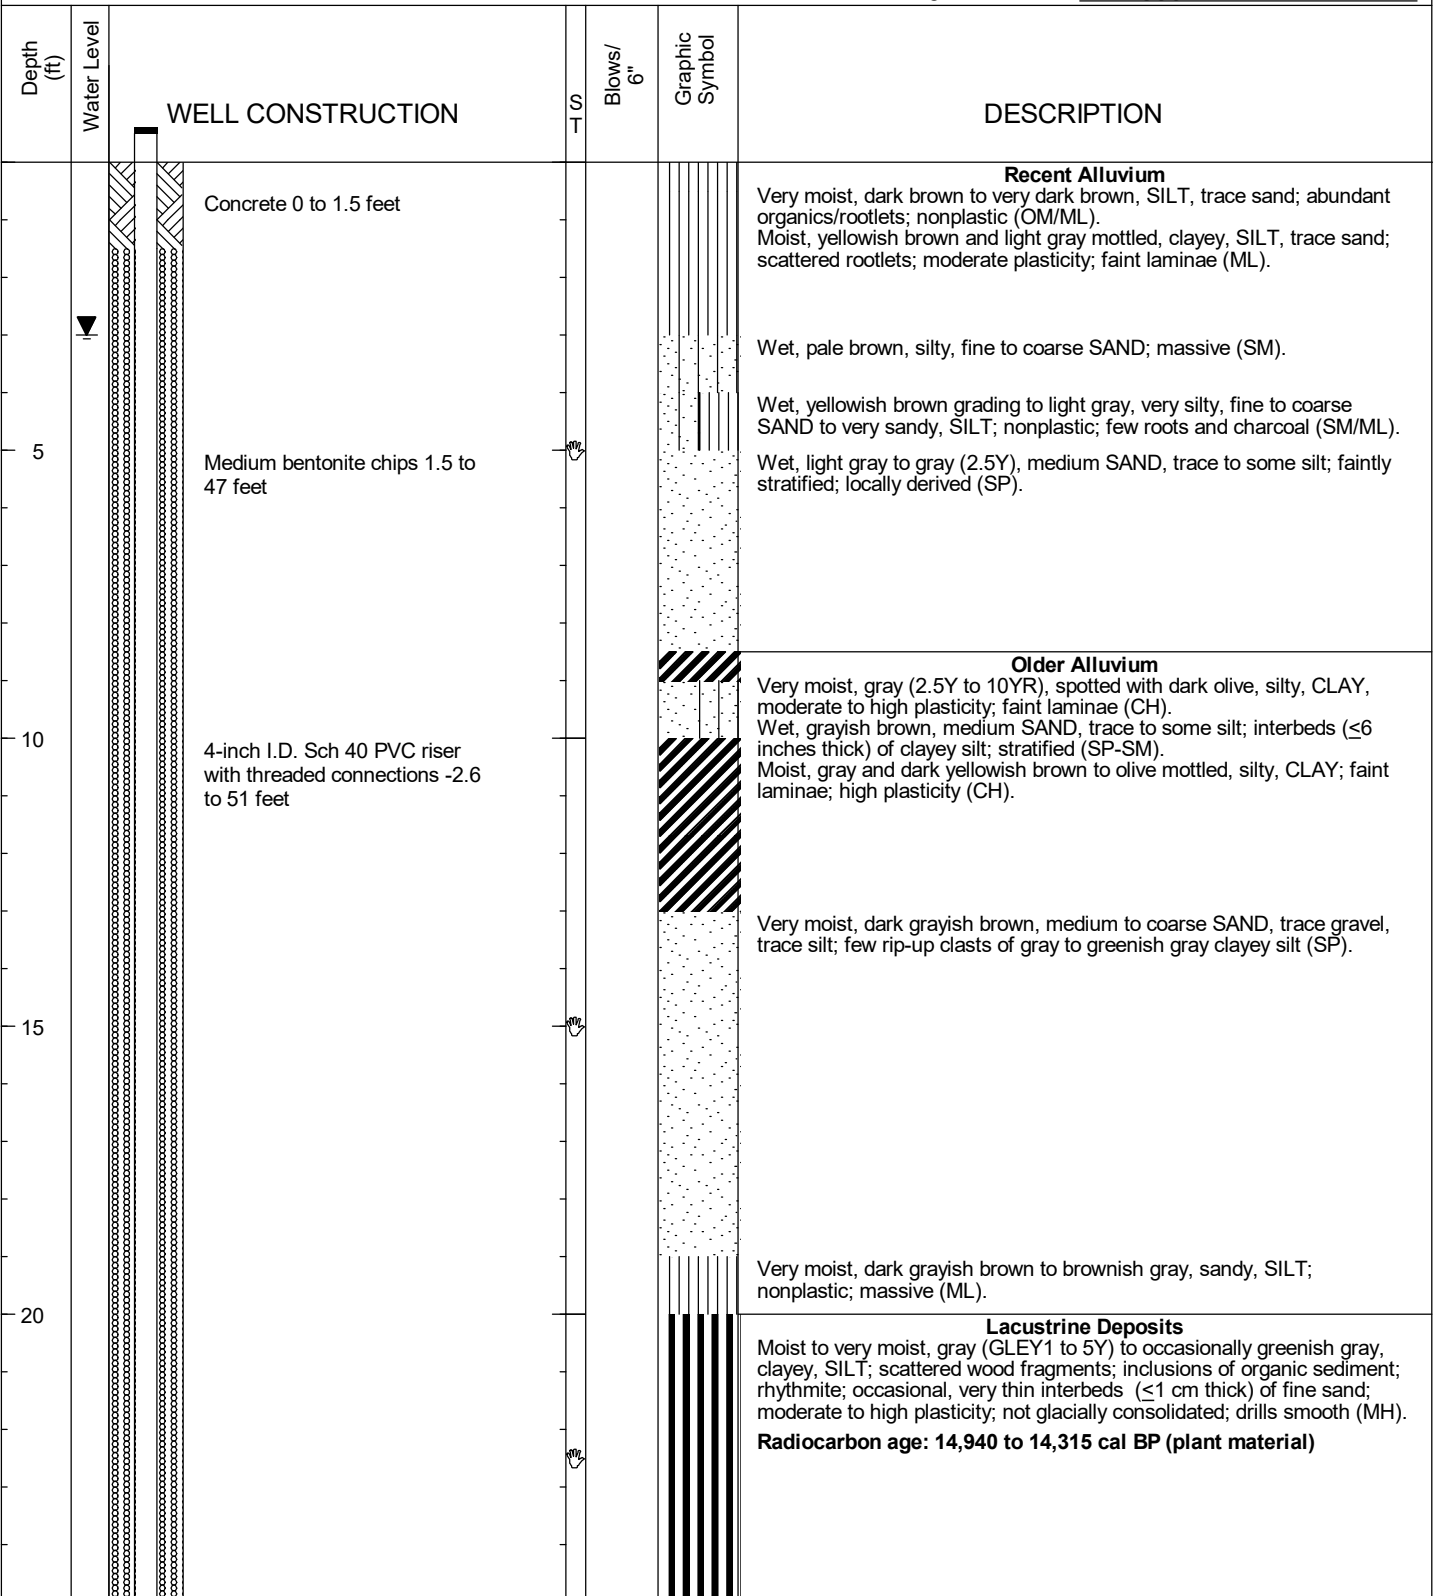 Depth
(ft)
Water Level
WELL CONSTRUCTION
S
T
Blows/
6"
Graphic
Symbol
DESCRIPTION
Concrete 0 to 1.5 feet
Recent Alluvium
Very moist, dark brown to very dark brown, SILT, trace sand; abundant
organics/rootlets; nonplastic (OM/ML).
Moist, yellowish brown and light gray mottled, clayey, SILT, trace sand;
scattered rootlets; moderate plasticity; faint laminae (ML).
Wet, pale brown, silty, fine to coarse SAND; massive (SM).
Wet, yellowish brown grading to light gray, very silty, fine to coarse
SAND to very sandy, SILT; nonplastic; few roots and charcoal (SM/ML).
5
Medium bentonite chips 1.5 to
47 feet
Wet, light gray to gray (2.5Y), medium SAND, trace to some silt; faintly
stratified; locally derived (SP).
Older Alluvium
Very moist, gray (2.5Y to 10YR), spotted with dark olive, silty, CLAY,
moderate to high plasticity; faint laminae (CH).
Wet, grayish brown, medium SAND, trace to some silt; interbeds (≤6
inches thick) of clayey silt; stratified (SP-SM).
Moist, gray and dark yellowish brown to olive mottled, silty, CLAY; faint
laminae; high plasticity (CH).
10
4-inch I.D. Sch 40 PVC riser
with threaded connections -2.6
to 51 feet
Very moist, dark grayish brown, medium to coarse SAND, trace gravel,
trace silt; few rip-up clasts of gray to greenish gray clayey silt (SP).
15
Very moist, dark grayish brown to brownish gray, sandy, SILT;
nonplastic; massive (ML).
20
Lacustrine Deposits
Moist to very moist, gray (GLEY1 to 5Y) to occasionally greenish gray,
clayey, SILT; scattered wood fragments; inclusions of organic sediment;
rhythmite; occasional, very thin interbeds (≤1 cm thick) of fine sand;
moderate to high plasticity; not glacially consolidated; drills smooth (MH).
Radiocarbon age: 14,940 to 14,315 cal BP (plant material)